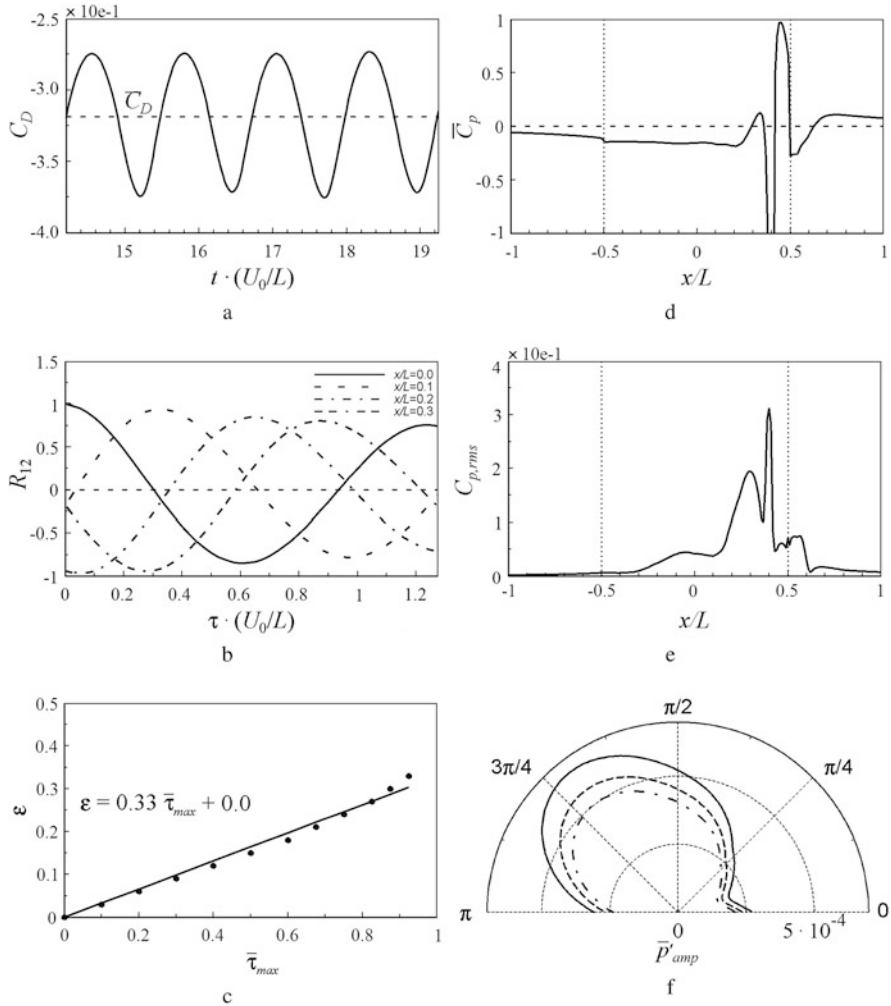 × 10e-1
-2.5
-3.0
-3.5
-4.0
C_D
C̅_D
15 16 17 18 19
t · (U₀/L)
a
1
0.5
0
-0.5
-1
C̅_p
-1 -0.5 0 0.5 1
x/L
d
1.5
1
0.5
0
-0.5
-1
R₁₂
x/L=0.0
x/L=0.1
x/L=0.2
x/L=0.3
0 0.2 0.4 0.6 0.8 1 1.2
τ · (U₀/L)
b
× 10e-1
4
3
2
1
0
C_p,rms
-1 -0.5 0 0.5 1
x/L
e
0.5
0.4
0.3
0.2
0.1
0
ε
ε = 0.33 τ̅_max + 0.0
0 0.2 0.4 0.6 0.8 1
τ̅_max
c
π/2
3π/4
π/4
π
0
0
5 · 10⁻⁴
p̅'_amp
f